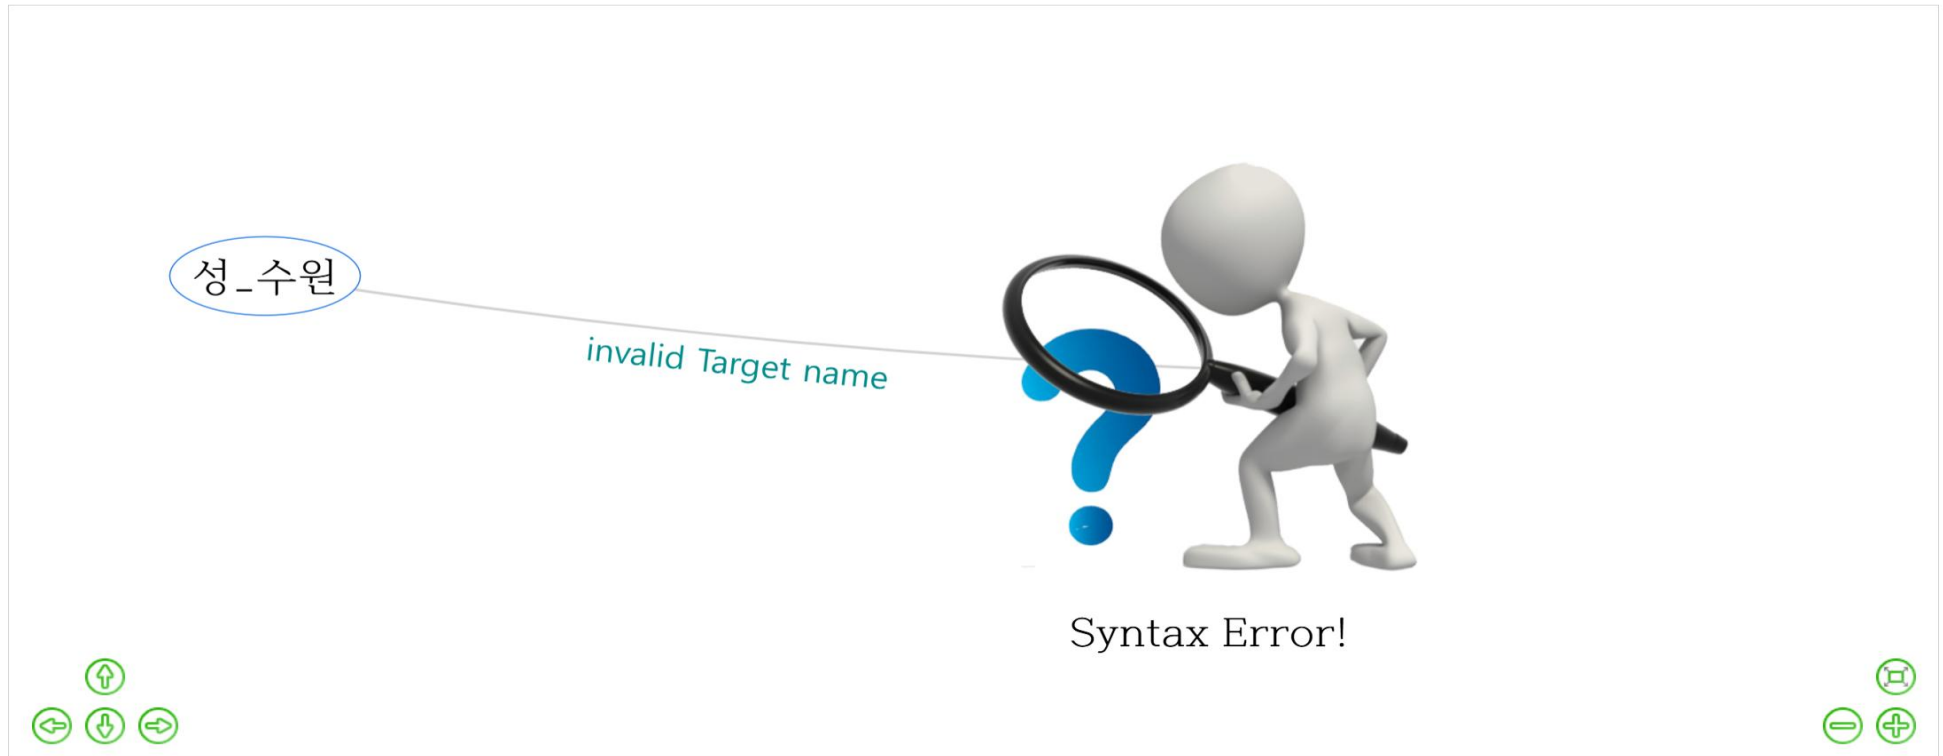 성_수원
invalid Target name
Syntax Error!